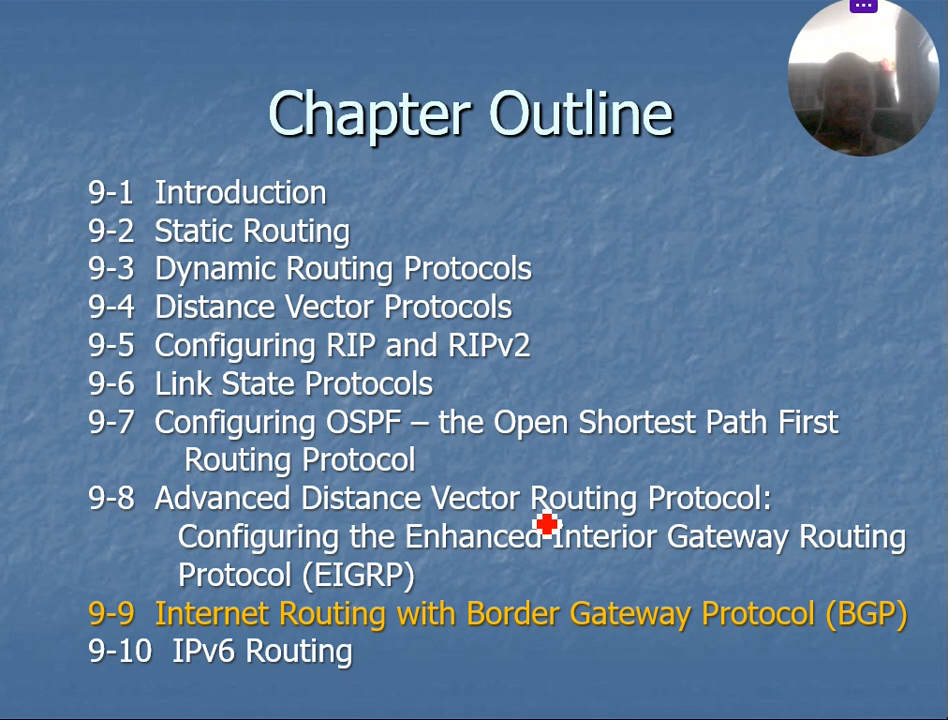 Chapter Outline
9-1 Introduction
9-2 Static Routing
9-3 Dynamic Routing Protocols
9-4 Distance Vector Protocols
9-5 Configuring RIP and RIPv2
9-6 Link State Protocols
9-7 Configuring OSPF – the Open Shortest Path First
Routing Protocol
9-8 Advanced Distance Vector Routing Protocol:
Configuring the Enhanced Interior Gateway Routing
Protocol (EIGRP)
9-9 Internet Routing with Border Gateway Protocol (BGP)
9-10 IPv6 Routing